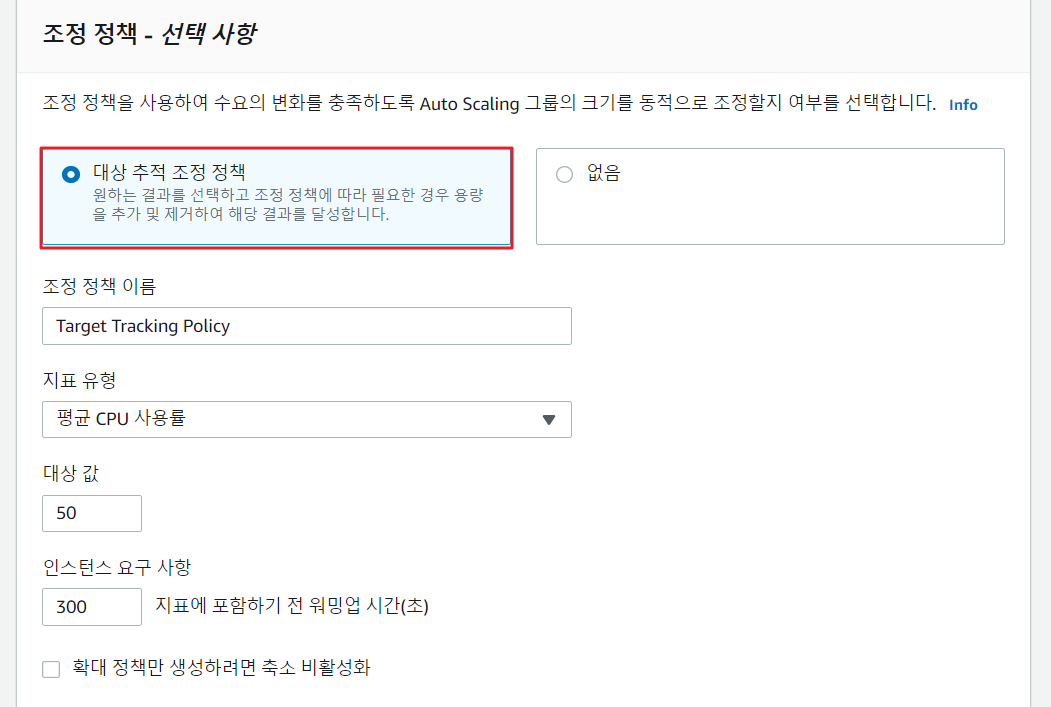 조정 정책 - 선택 사항
조정 정책을 사용하여 수요의 변화를 충족하도록 Auto Scaling 그룹의 크기를 동적으로 조정할지 여부를 선택합니다. Info
대상 추적 조정 정책
원하는 결과를 선택하고 조정 정책에 따라 필요한 경우 용량
을 추가 및 제거하여 해당 결과를 달성합니다.
없음
조정 정책 이름
Target Tracking Policy
지표 유형
평균 CPU 사용률
대상 값
50
인스턴스 요구 사항
300 지표에 포함하기 전 워밍업 시간(초)
확대 정책만 생성하려면 축소 비활성화